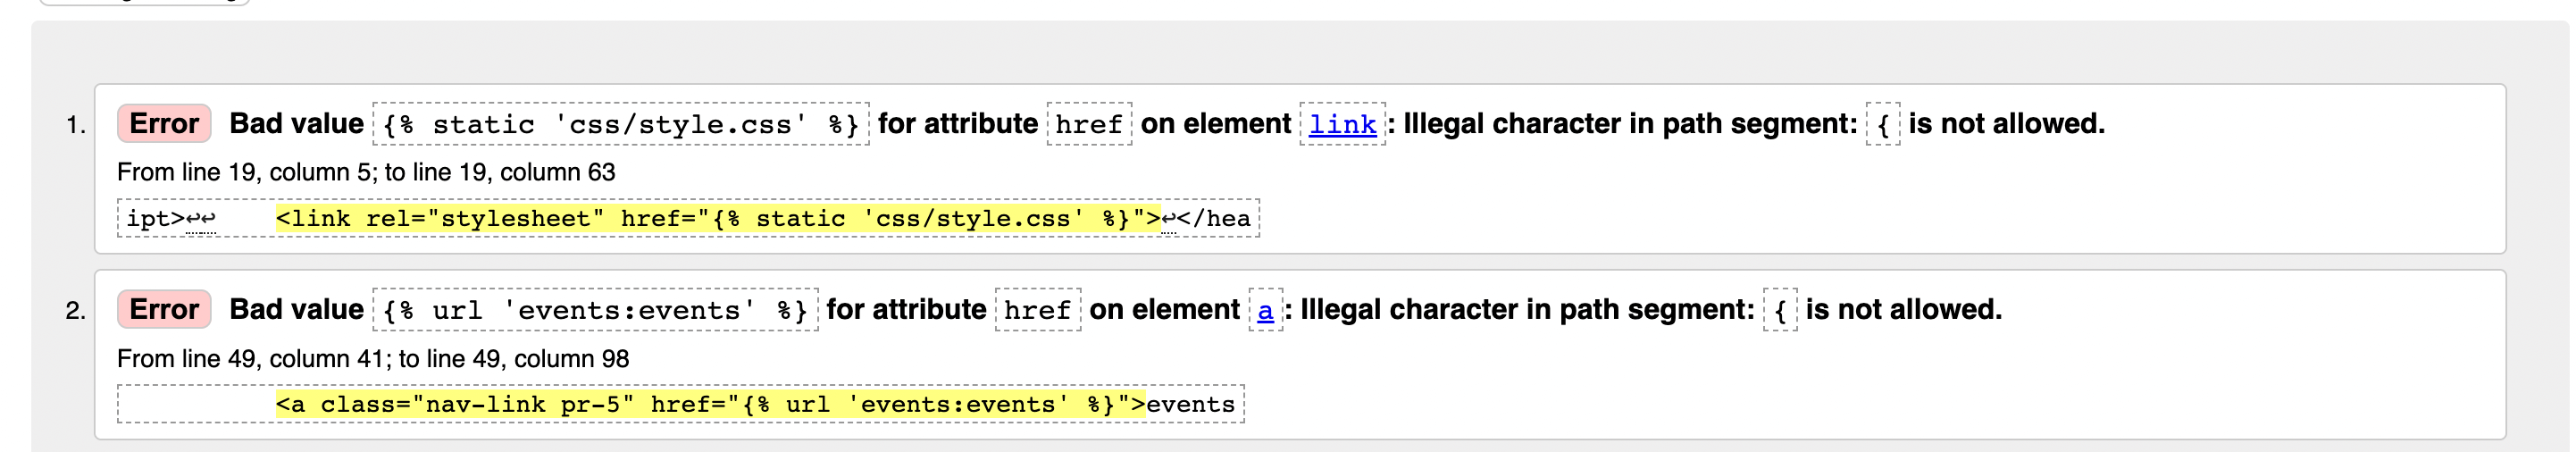 1. Error Bad value {% static 'css/style.css' %} for attribute href on element link: Illegal character in path segment: { is not allowed.
From line 19, column 5; to line 19, column 63
ipt>↩↩    <link rel="stylesheet" href="{% static 'css/style.css' %}">↩</hea
2. Error Bad value {% url 'events:events' %} for attribute href on element a: Illegal character in path segment: { is not allowed.
From line 49, column 41; to line 49, column 98
<a class="nav-link pr-5" href="{% url 'events:events' %}">events